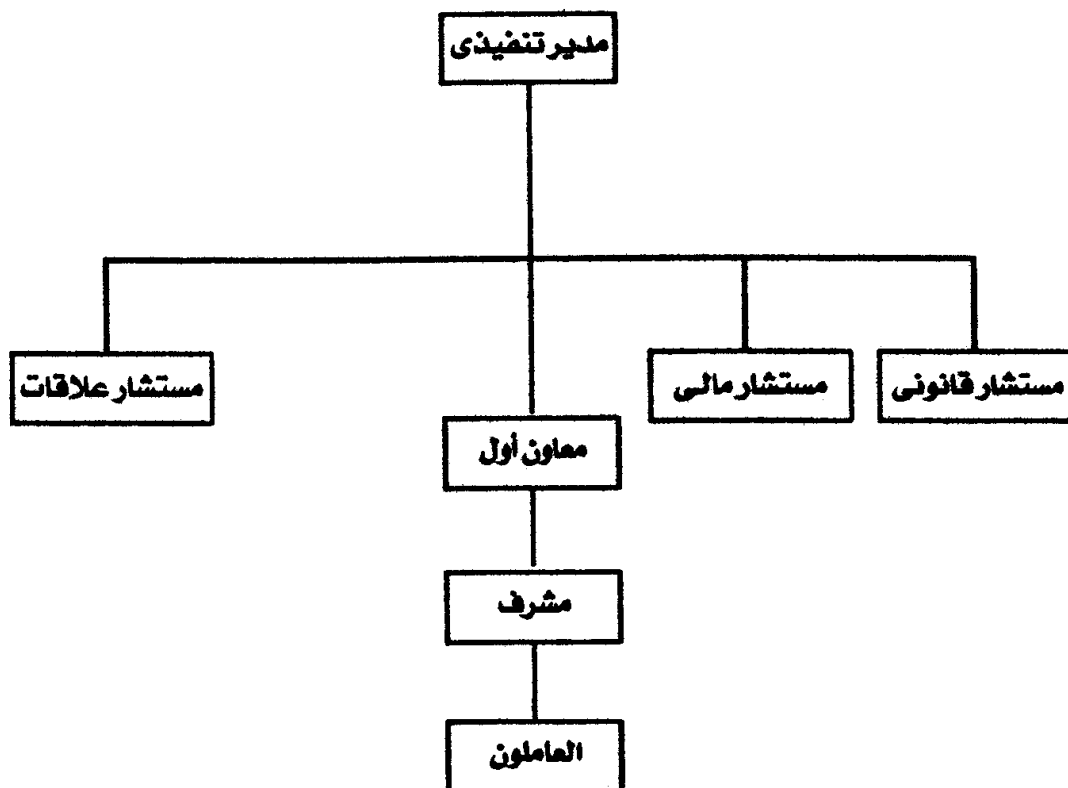 مدير تنفيذى
مستشار قانونى
مستشار مالى
مستشار علاقات
معاون أول
مشرف
العاملون